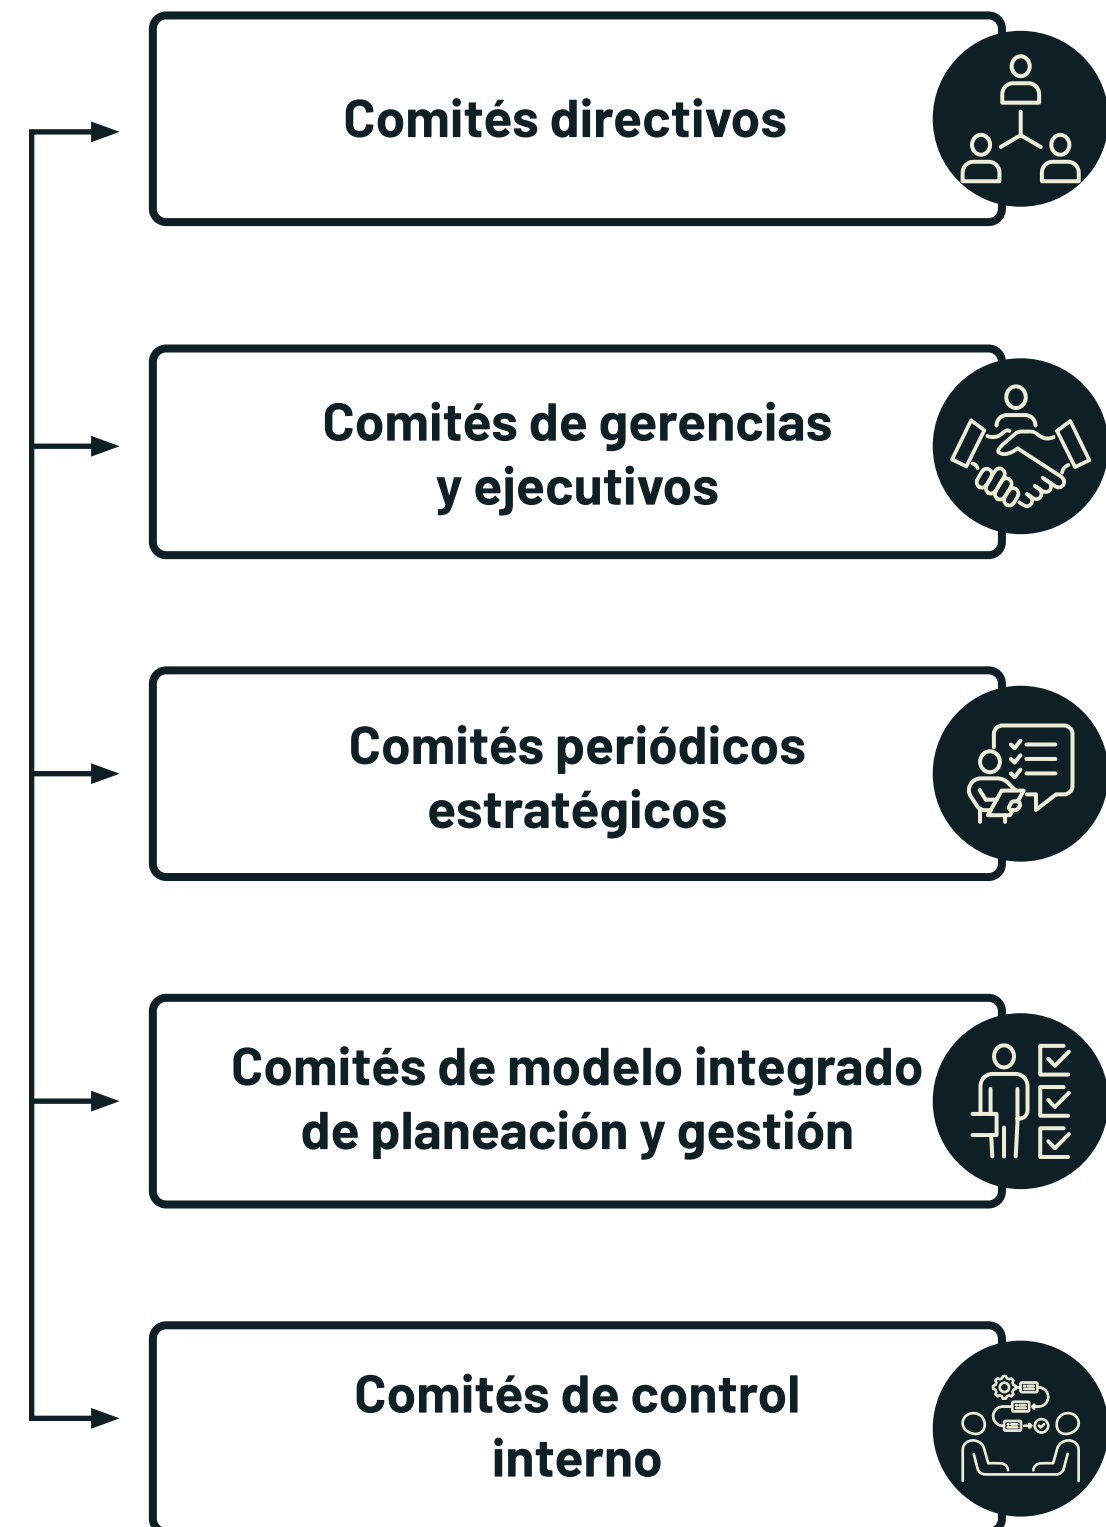 Comités directivos
Comités de gerencias
y ejecutivos
Comités periódicos
estratégicos
Comités de modelo integrado
de planeación y gestión
Comités de control
interno